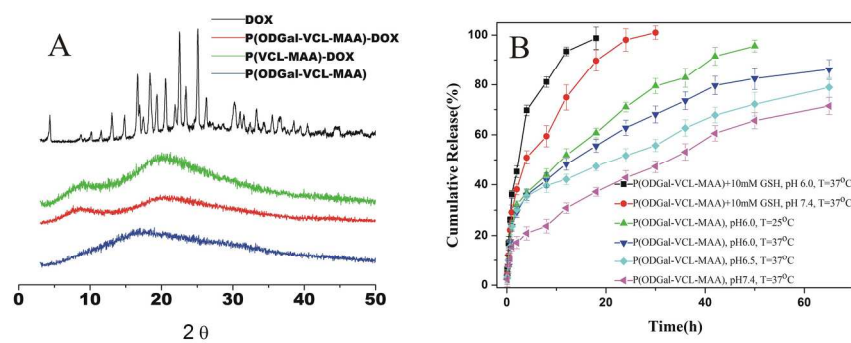 A
DOX
P(ODGal-VCL-MAA)-DOX
P(VCL-MAA)-DOX
P(ODGal-VCL-MAA)
0 10 20 30 40 50
2 θ
B
Cumulative Release(%)
100
80
60
40
20
0
P(ODGal-VCL-MAA)+10mM GSH, pH 6.0, T=37°C
P(ODGal-VCL-MAA)+10mM GSH, pH 7.4, T=37°C
P(ODGal-VCL-MAA), pH6.0, T=25°C
P(ODGal-VCL-MAA), pH6.0, T=37°C
P(ODGal-VCL-MAA), pH6.5, T=37°C
P(ODGal-VCL-MAA), pH7.4, T=37°C
0 20 40 60
Time(h)